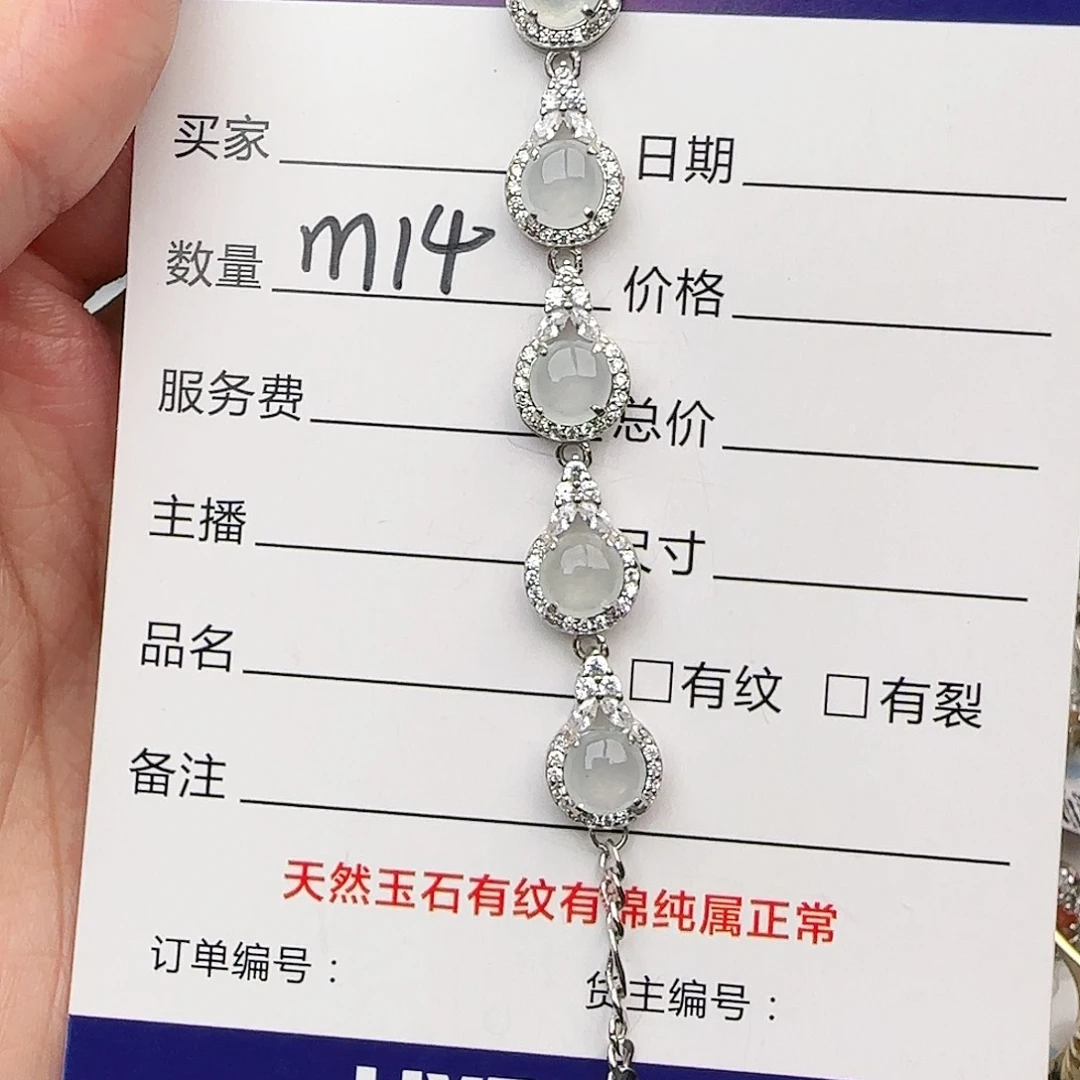 买家 日期
数量 m14 价格
服务费 总价
主播 尺寸
品名 □有纹 □有裂
备注
天然玉石有纹有棉纯属正常
订单编号： 货主编号：